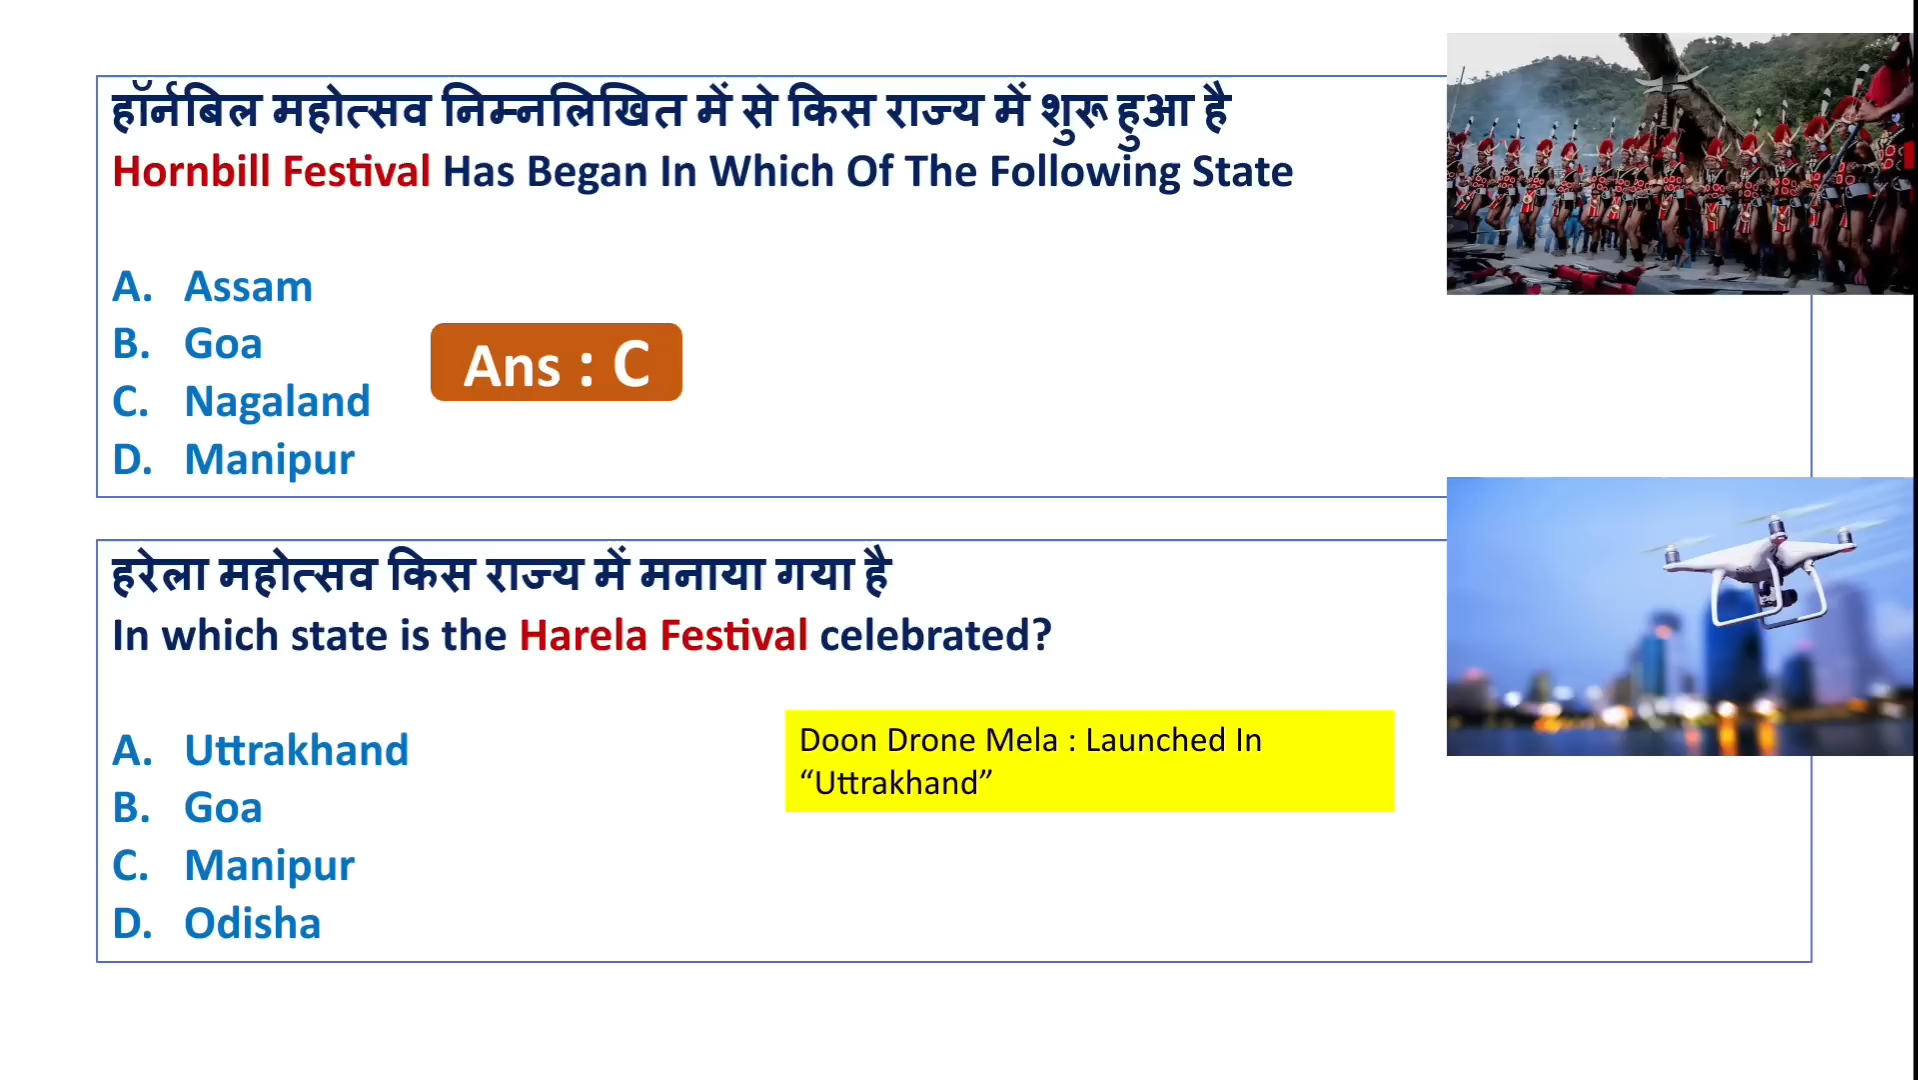 हॉर्नबिल महोत्सव निम्नलिखित में से किस राज्य में शुरू हुआ है
Hornbill Festival Has Began In Which Of The Following State
A. Assam
B. Goa
C. Nagaland
D. Manipur
Ans : C
हरेला महोत्सव किस राज्य में मनाया गया है
In which state is the Harela Festival celebrated?
A. Uttrakhand
B. Goa
C. Manipur
D. Odisha
Doon Drone Mela : Launched In
“Uttrakhand”